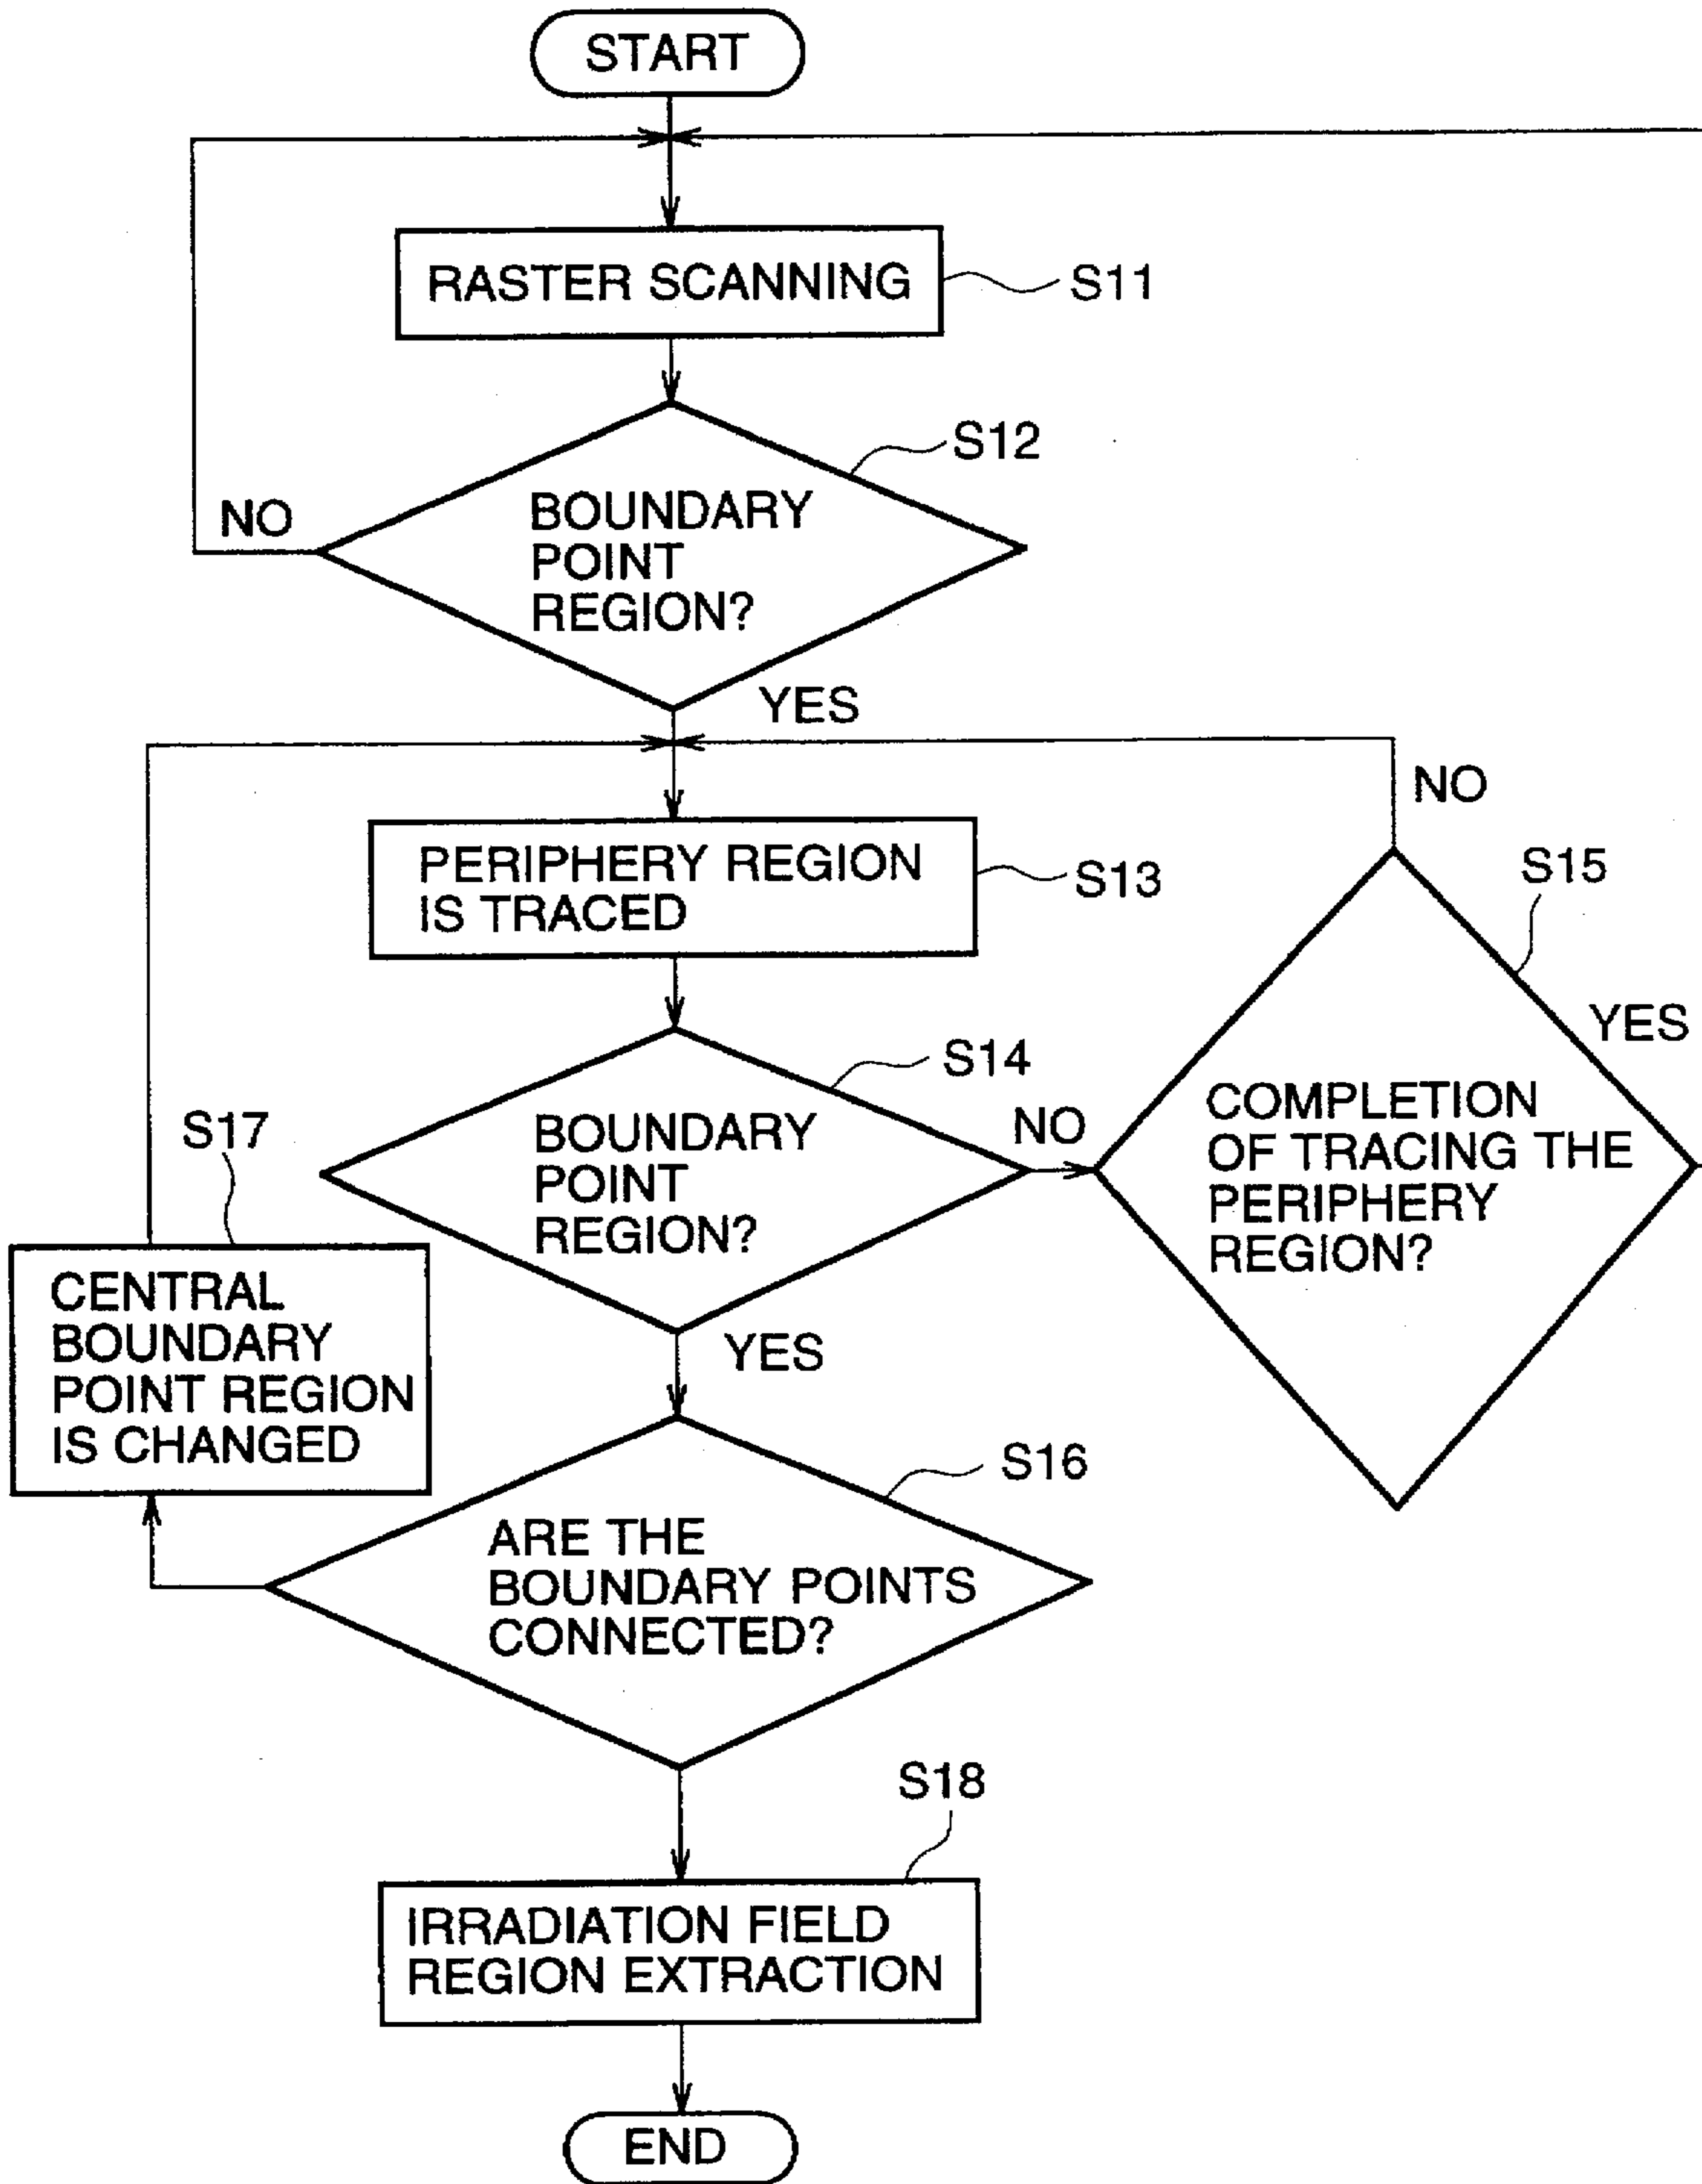 START
RASTER SCANNING
S11
S12
BOUNDARY
POINT
REGION?
NO
YES
NO
PERIPHERY REGION
IS TRACED
S13
S15
YES
S14
BOUNDARY
POINT
REGION?
NO
COMPLETION
OF TRACING THE
PERIPHERY
REGION?
S17
CENTRAL
BOUNDARY
POINT REGION
IS CHANGED
YES
S16
ARE THE
BOUNDARY POINTS
CONNECTED?
S18
IRRADIATION FIELD
REGION EXTRACTION
END